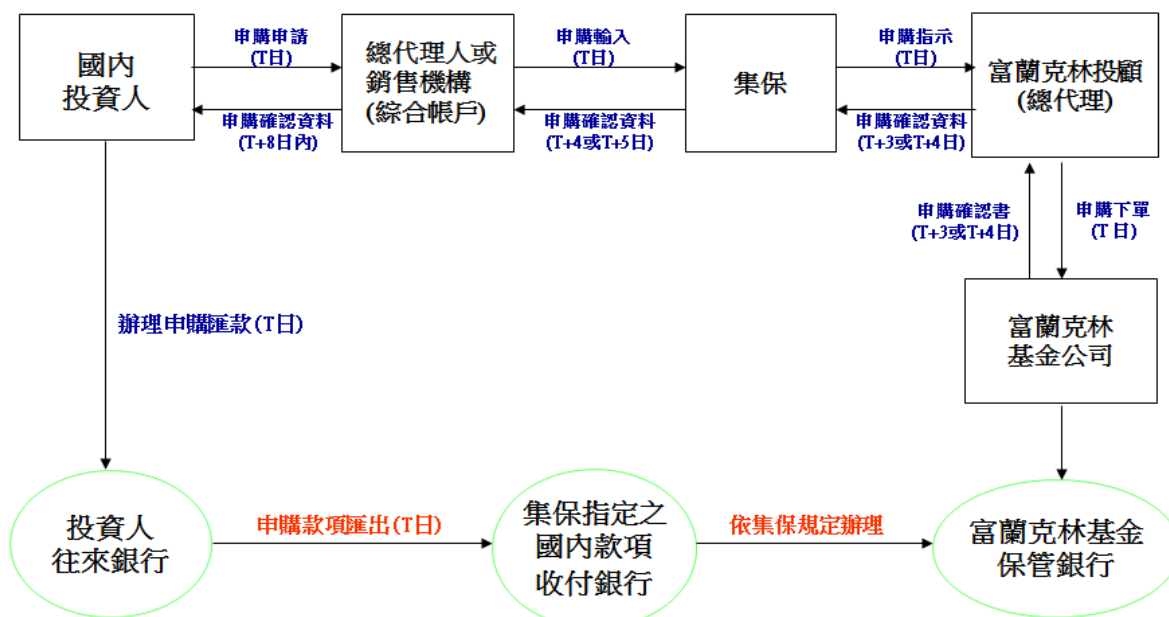 國內
投資人
申購申請
(T日)
申購確認資料
(T+8日內)
總代理人或
銷售機構
(綜合帳戶)
申購輸入
(T日)
申購確認資料
(T+4或T+5日)
集保
申購指示
(T日)
申購確認資料
(T+3或T+4日)
富蘭克林投顧
(總代理)
申購確認書
(T+3或T+4日)
申購下單
(T 日)
辦理申購匯款(T日)
富蘭克林
基金公司
投資人
往來銀行
申購款項匯出(T日)
集保指定之
國內款項
收付銀行
依集保規定辦理
富蘭克林基金
保管銀行